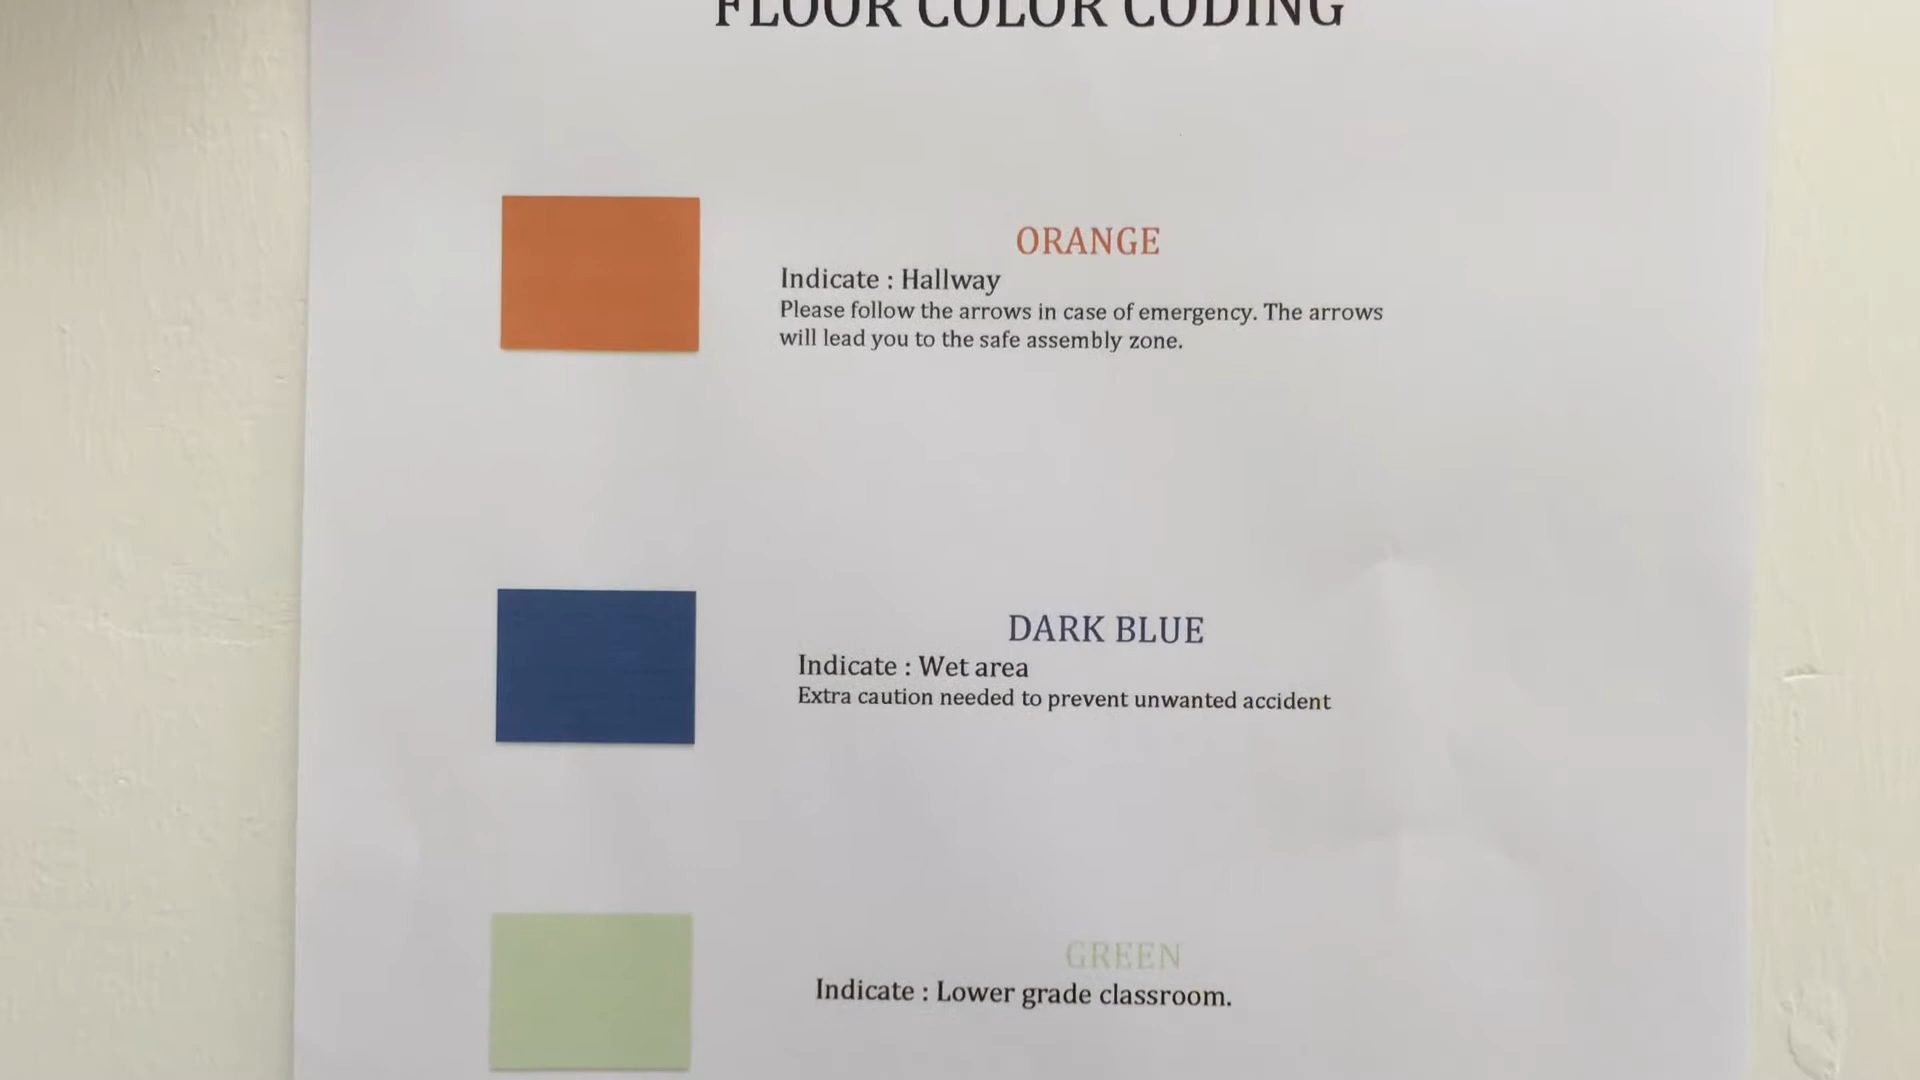 FLOOR COLOR CODING
ORANGE
Indicate : Hallway
Please follow the arrows in case of emergency. The arrows
will lead you to the safe assembly zone.
DARK BLUE
Indicate : Wet area
Extra caution needed to prevent unwanted accident
GREEN
Indicate : Lower grade classroom.